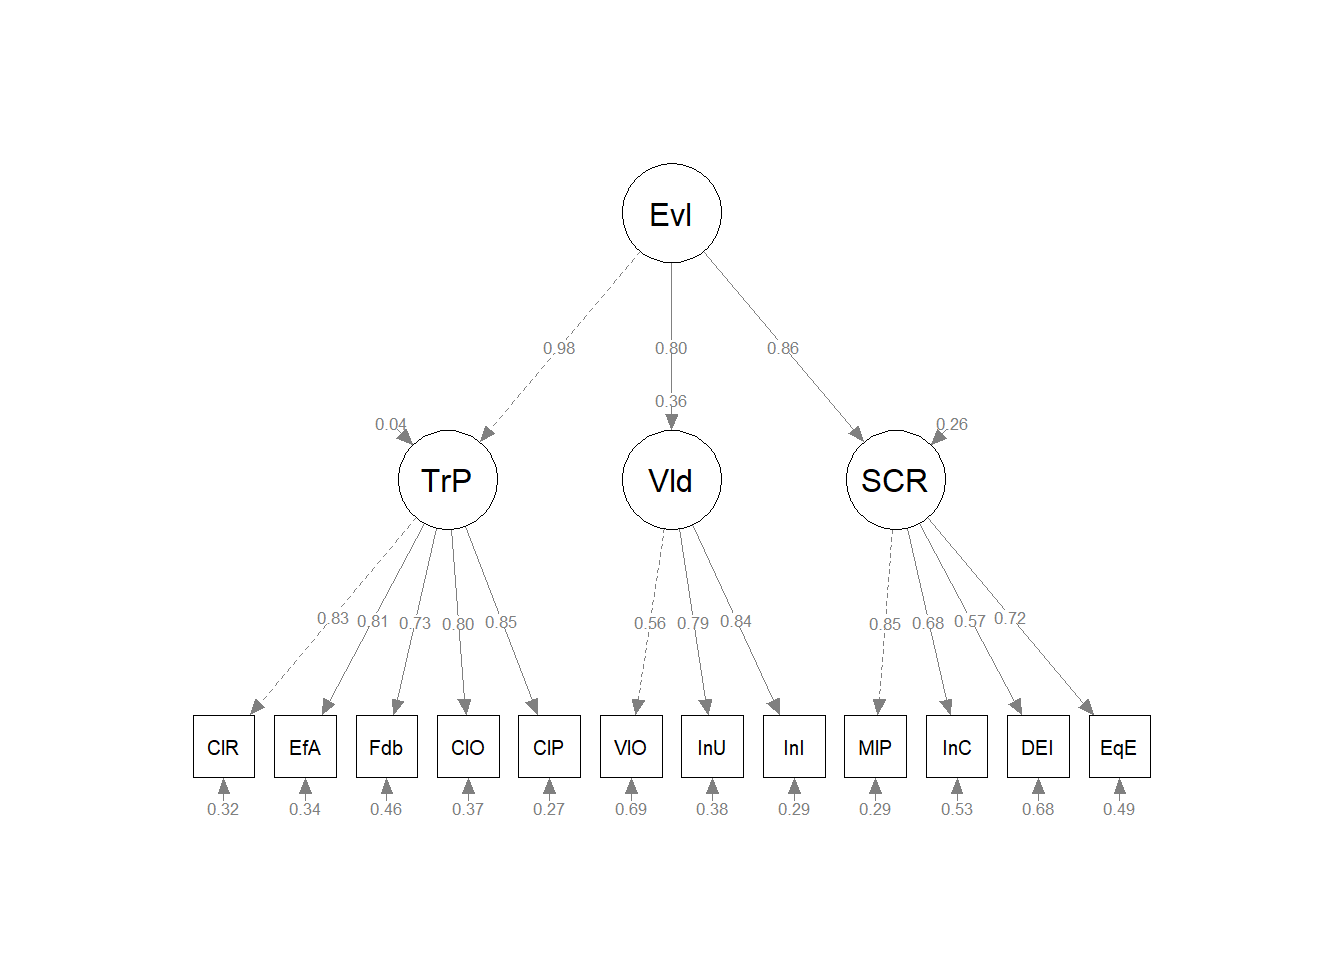 Evl
0.98 0.80 0.86
0.36
0.04 0.26
TrP Vld SCR
0.83 0.81 0.73 0.80 0.85 0.56 0.79 0.84 0.85 0.68 0.57 0.72
ClR EfA Fdb ClO ClP VlO InU InI MIP InC DEI EqE
0.32 0.34 0.46 0.37 0.27 0.69 0.38 0.29 0.29 0.53 0.68 0.49